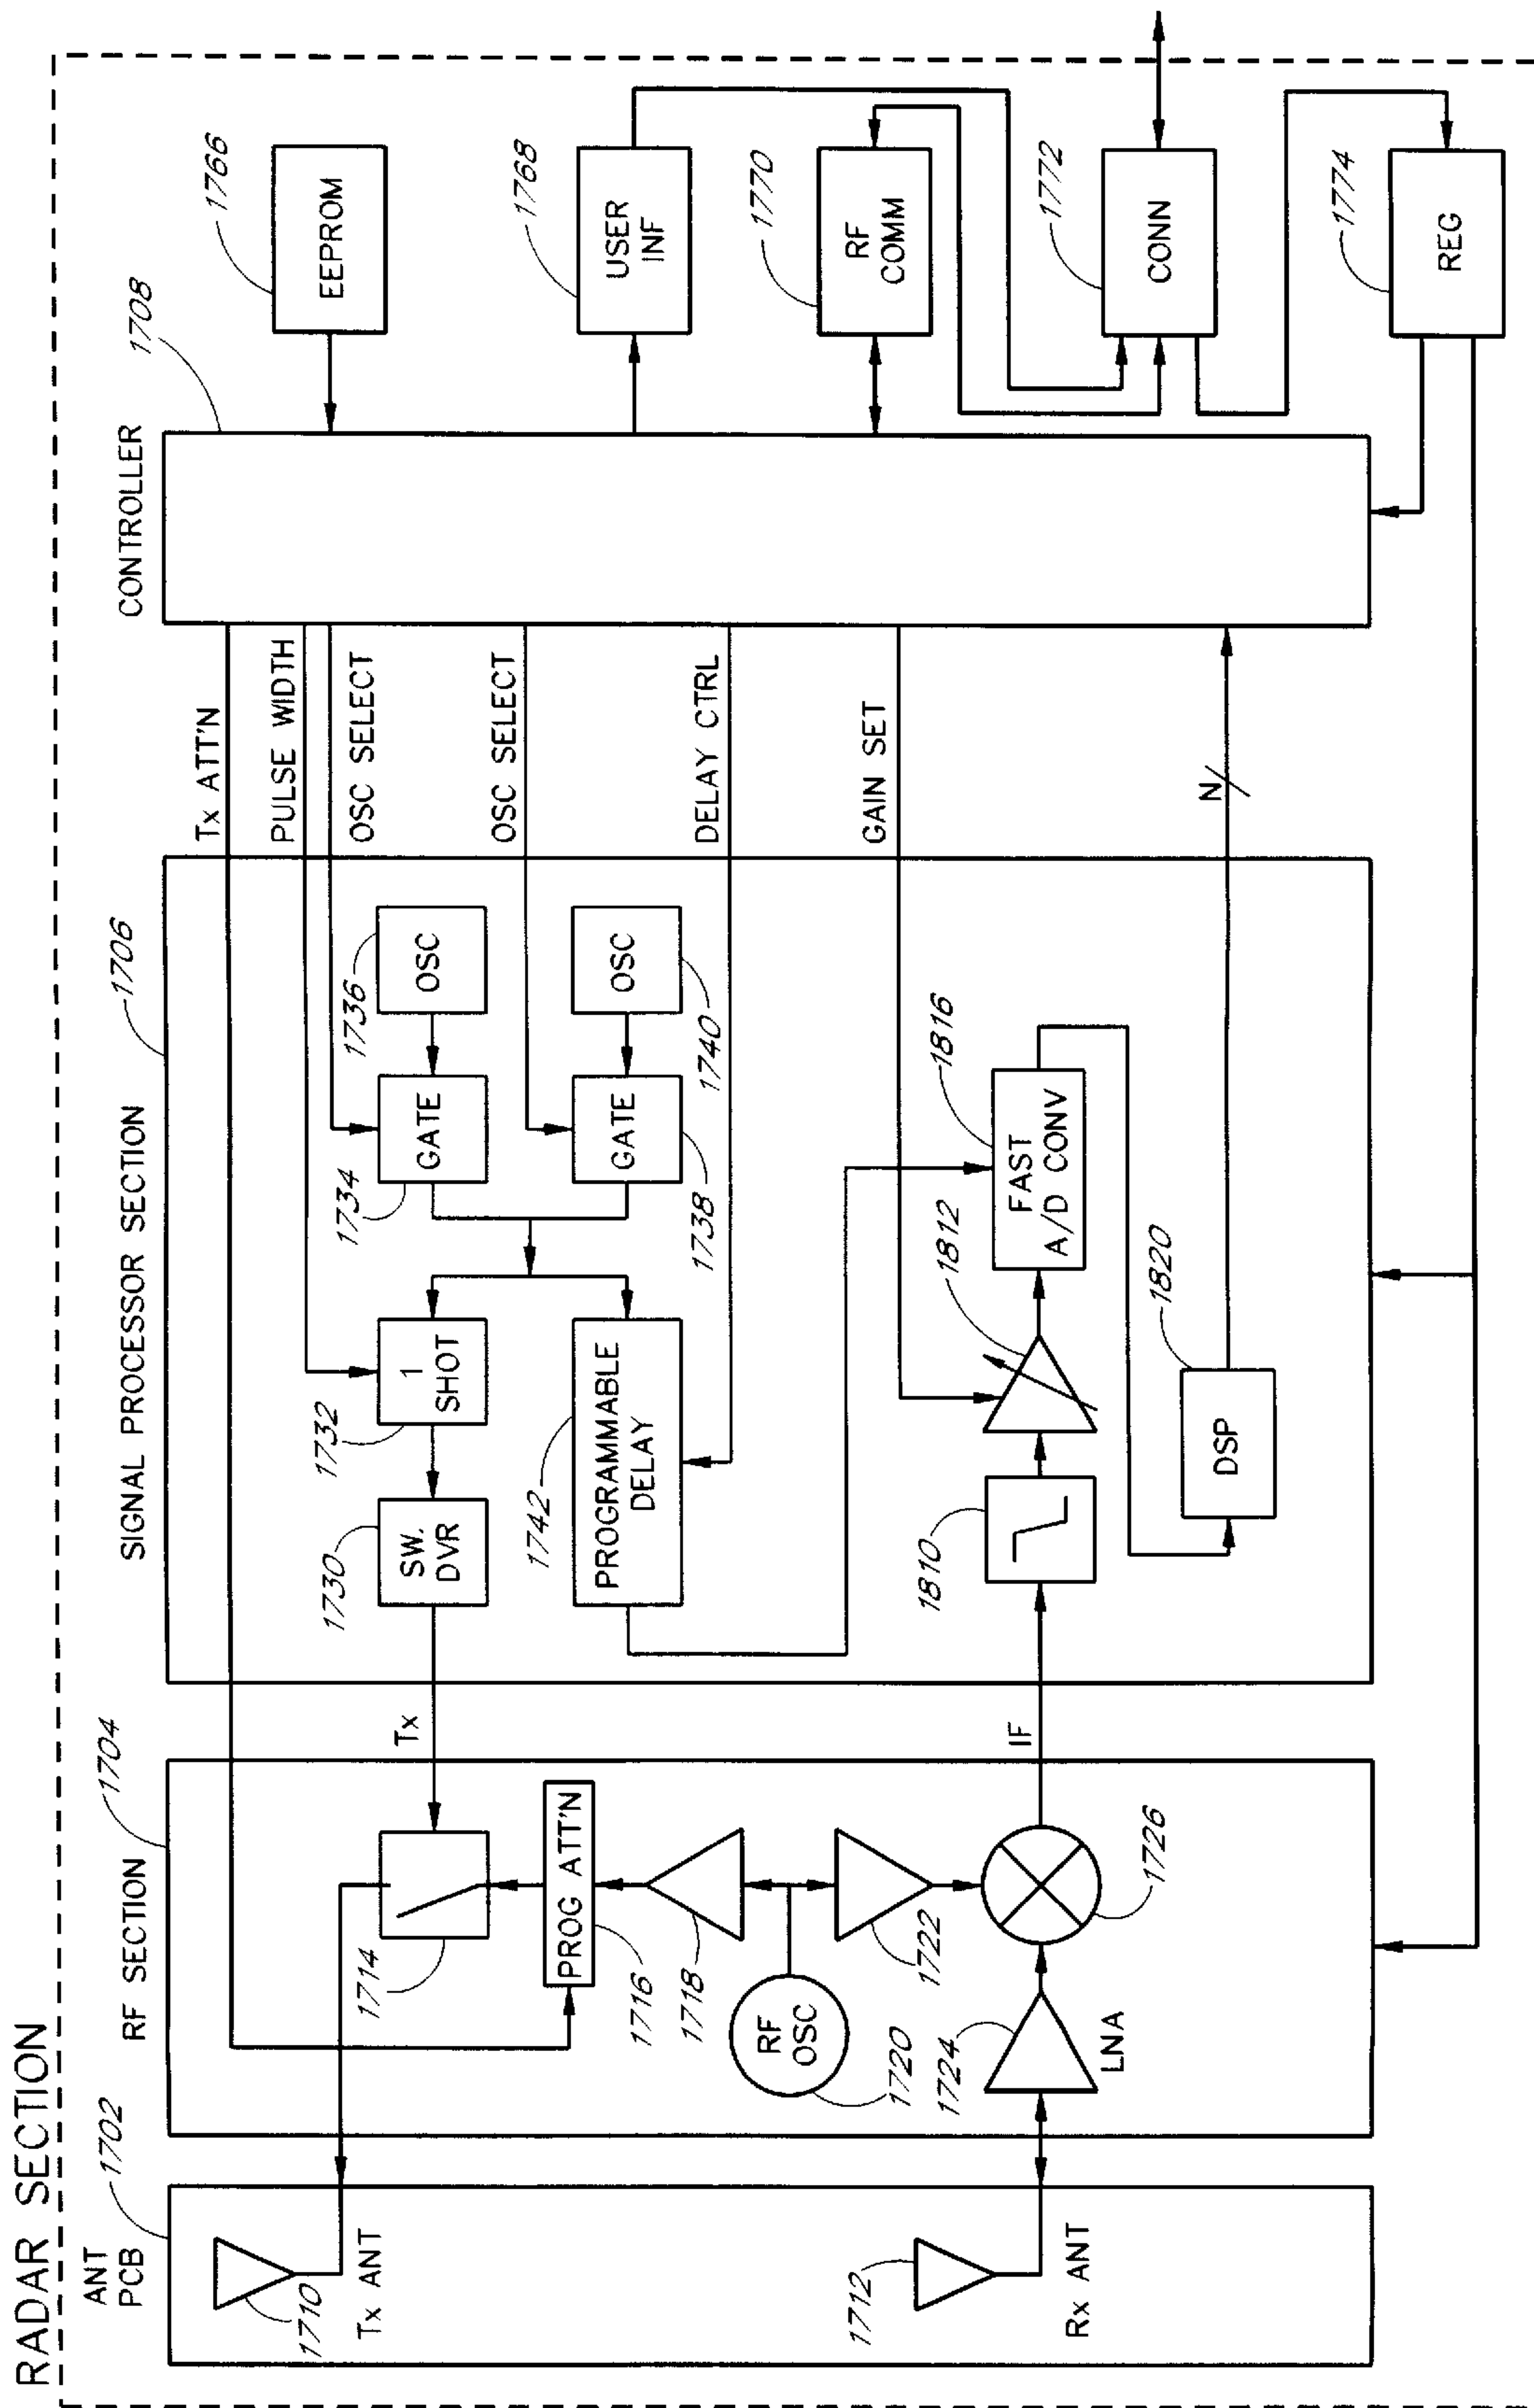 RADAR SECTION
ANT
PCB
1702
1710
Tx ANT
1712
Rx ANT
RF SECTION
1704
1714
PROG ATT'N
1716
1718
RF
OSC
1720
1722
1724
LNA
1726
Tx
IF
SIGNAL PROCESSOR SECTION
1706
SW.
DVR
1730
1
SHOT
1732
GATE
1734
OSC
1736
GATE
1738
OSC
1740
PROGRAMMABLE
DELAY
1742
1810
1812
FAST
A/D CONV
1816
DSP
1820
Tx ATT'N
PULSE WIDTH
OSC SELECT
OSC SELECT
DELAY CTRL
GAIN SET
N
CONTROLLER
1708
EEPROM
1766
USER
INF
1768
RF
COMM
1770
CONN
1772
REG
1774